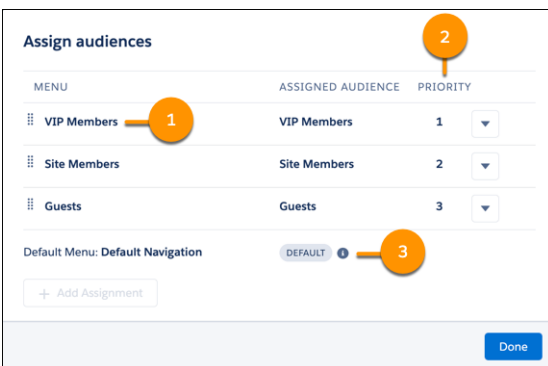 Assign audiences
2
MENU ASSIGNED AUDIENCE PRIORITY
VIP Members 1 VIP Members 1
Site Members Site Members 2
Guests Guests 3
Default Menu: Default Navigation DEFAULT i 3
+ Add Assignment
Done